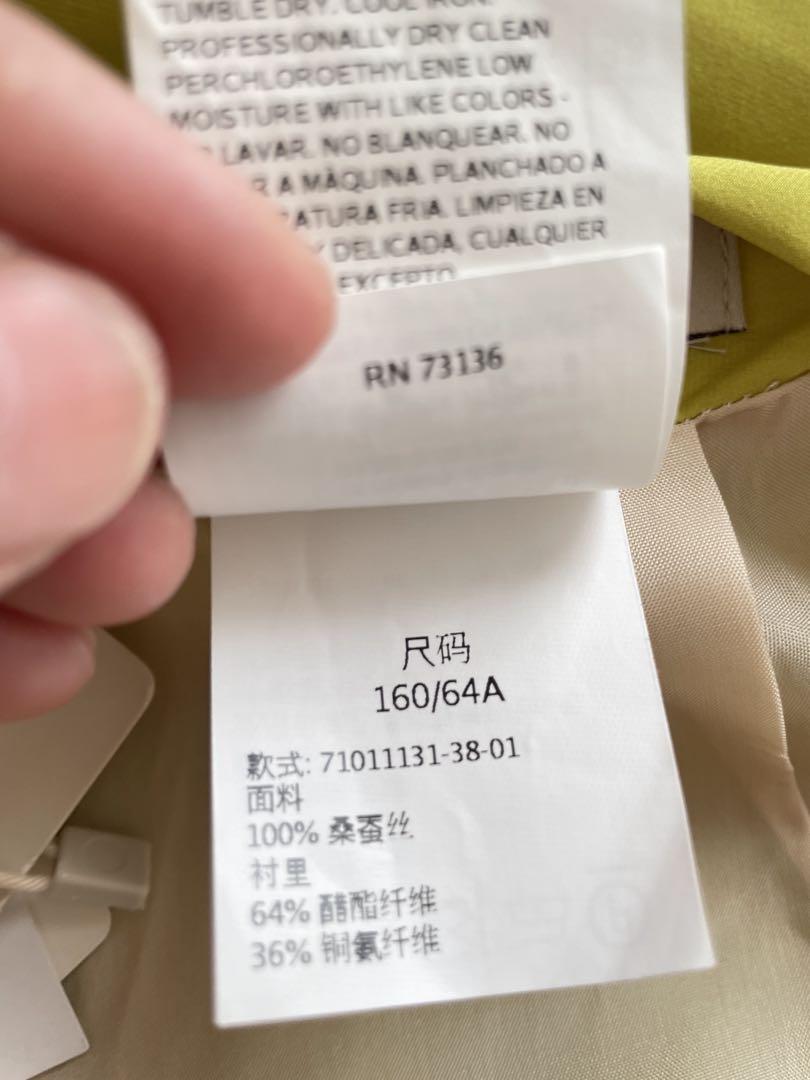 TUMBLE DRY. COOL IRON.
PROFESSIONALLY DRY CLEAN
PERCHLOROETHYLENE LOW
MOISTURE WITH LIKE COLORS -
LAVAR. NO BLANQUEAR. NO
A MÀQUINA. PLANCHADO A
FRIA. LIMPIEZA EN
DELICADA, CUALQUIER
EXCEPTO
RN 73136
尺码
160/64A
款式: 71011131-38-01
面料
100% 桑蚕丝
衬里
64% 醋酯纤维
36% 铜氨纤维